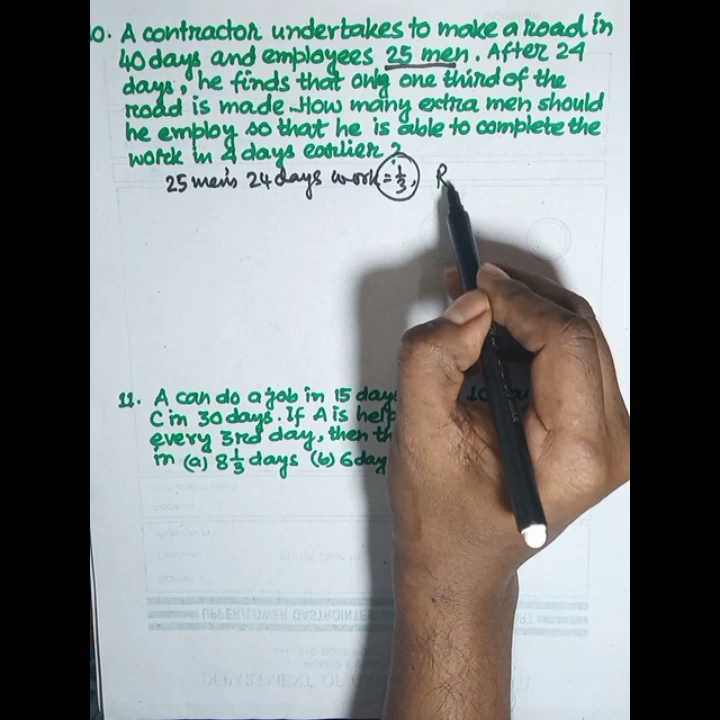 0. A contractor undertakes to make a road in
40 days and employees 25 men. After 24
days, he finds that only one third of the
road is made. How many extra men should
he employ so that he is able to complete the
work in 4 days earlier?
25 men's 24 days work = 1/3, R
11. A can do a job in 15 days
C in 30 days. If A is help
every 3rd day, then th
in (a) 8 1/3 days (b) 6 day